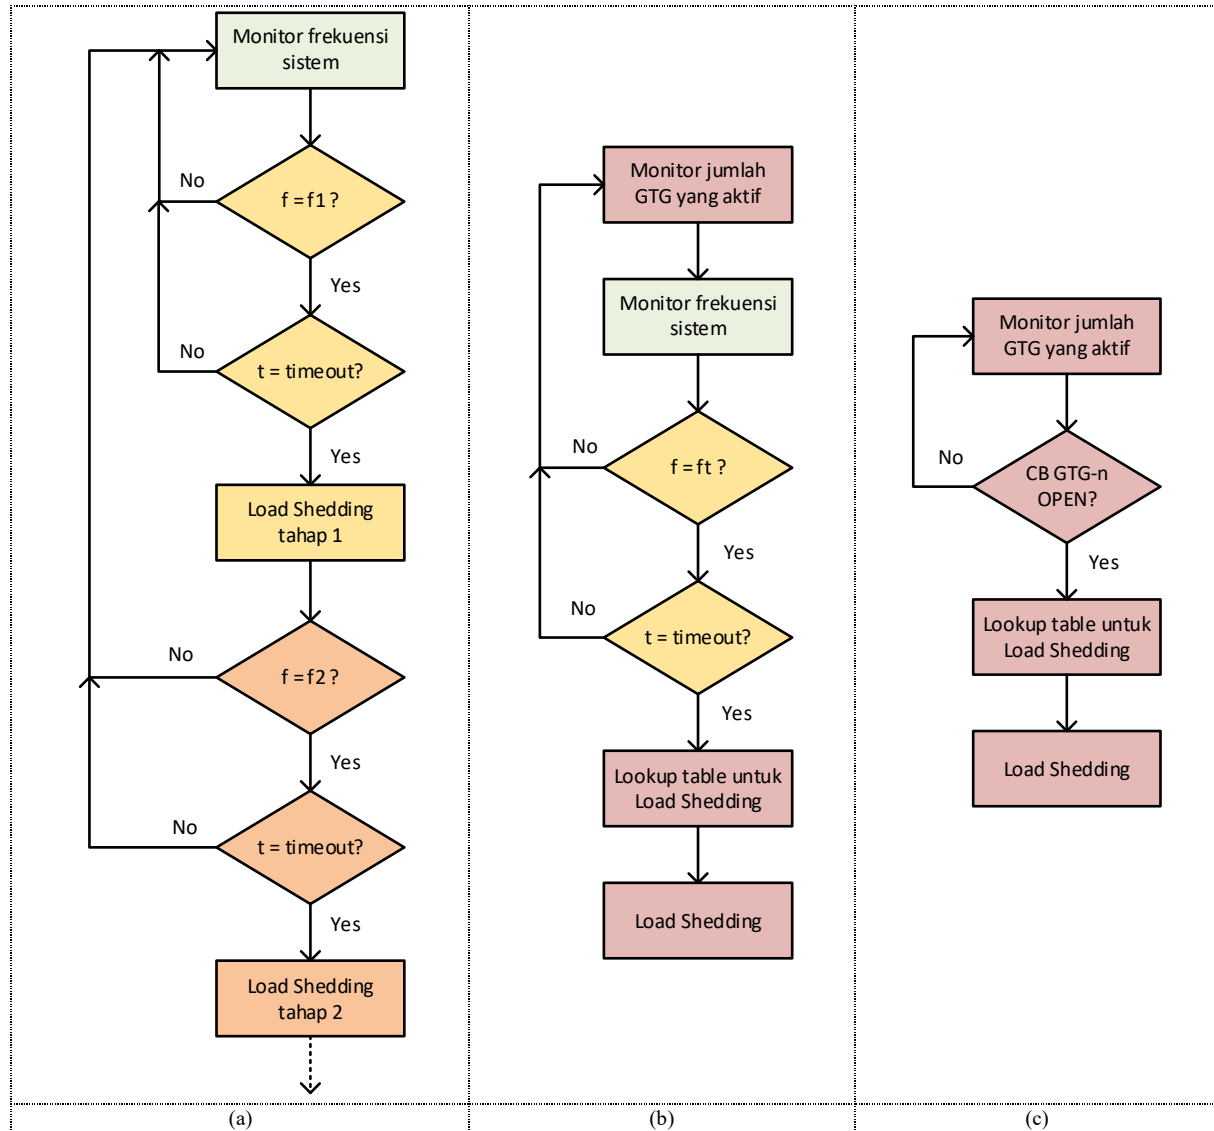 Monitor frekuensi
sistem
No
f = f1 ?
Yes
No
t = timeout?
Yes
Load Shedding
tahap 1
No
f = f2 ?
Yes
No
t = timeout?
Yes
Load Shedding
tahap 2
(a)
Monitor jumlah
GTG yang aktif
Monitor frekuensi
sistem
No
f = ft ?
Yes
No
t = timeout?
Yes
Lookup table untuk
Load Shedding
Load Shedding
(b)
Monitor jumlah
GTG yang aktif
No
CB GTG-n
OPEN?
Yes
Lookup table untuk
Load Shedding
Load Shedding
(c)